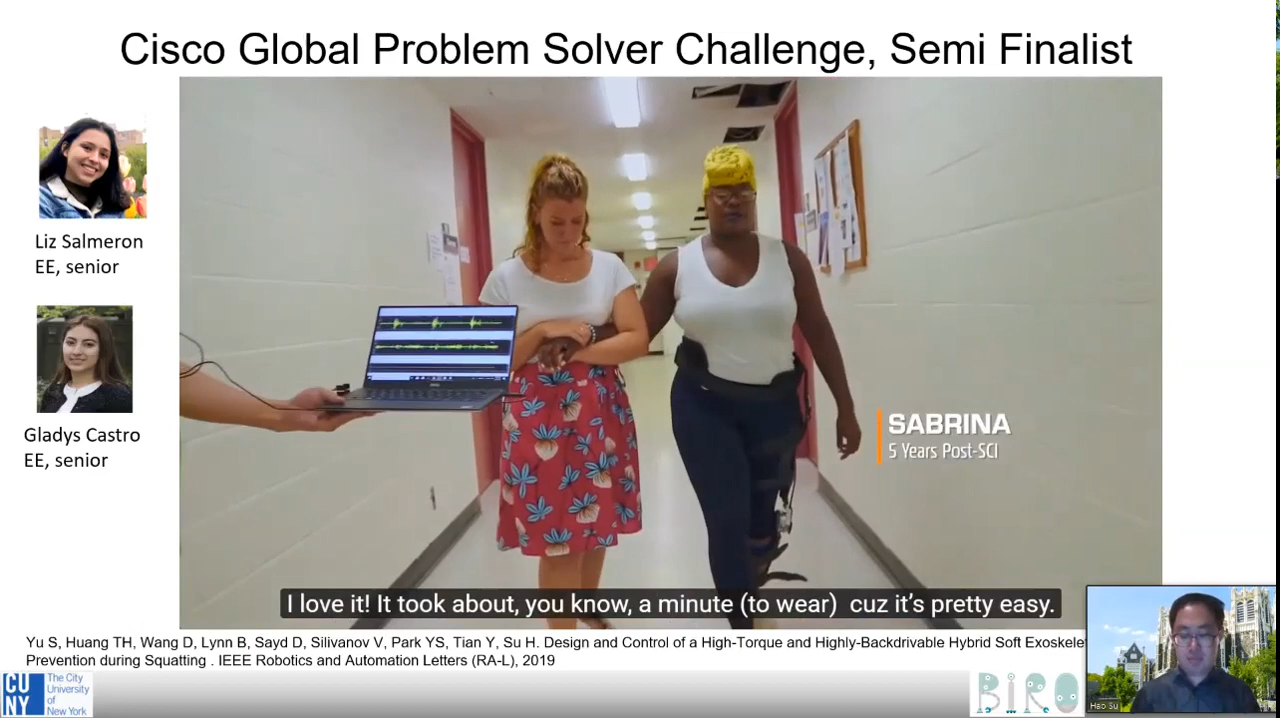 Cisco Global Problem Solver Challenge, Semi Finalist
Liz Salmeron
EE, senior
Gladys Castro
EE, senior
SABRINA
5 Years Post-SCI
I love it! It took about, you know, a minute (to wear) cuz it's pretty easy.
Yu S, Huang TH, Wang D, Lynn B, Sayd D, Silivanov V, Park YS, Tian Y, Su H. Design and Control of a High-Torque and Highly-Backdrivable Hybrid Soft Exoskele
Prevention during Squatting . IEEE Robotics and Automation Letters (RA-L), 2019
CU
NY
The City
University
of
New York
BIRO
Hao Su